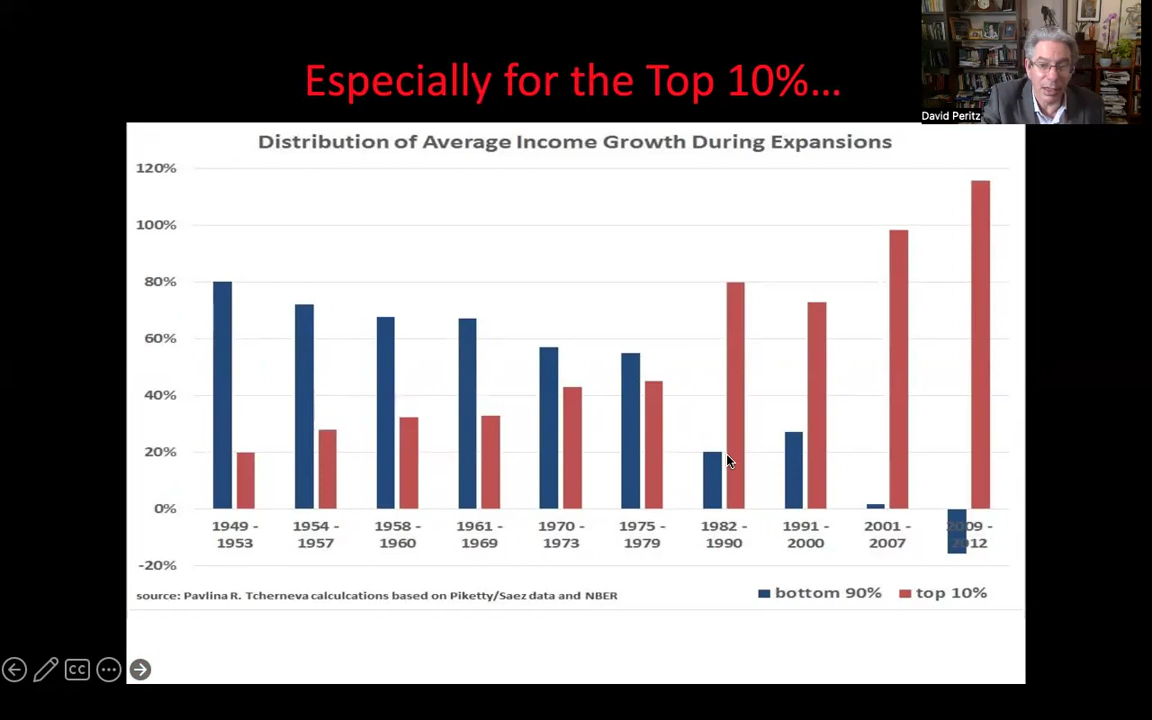 Especially for the Top 10%...
David Peritz
Distribution of Average Income Growth During Expansions
120%
100%
80%
60%
40%
20%
0%
-20%
1949 - 1954 - 1958 - 1961 - 1970 - 1975 - 1982 - 1991 - 2001 - 2009 -
1953 1957 1960 1969 1973 1979 1990 2000 2007 2012
source: Pavlina R. Tcherneva calculcations based on Piketty/Saez data and NBER
bottom 90% top 10%
CC